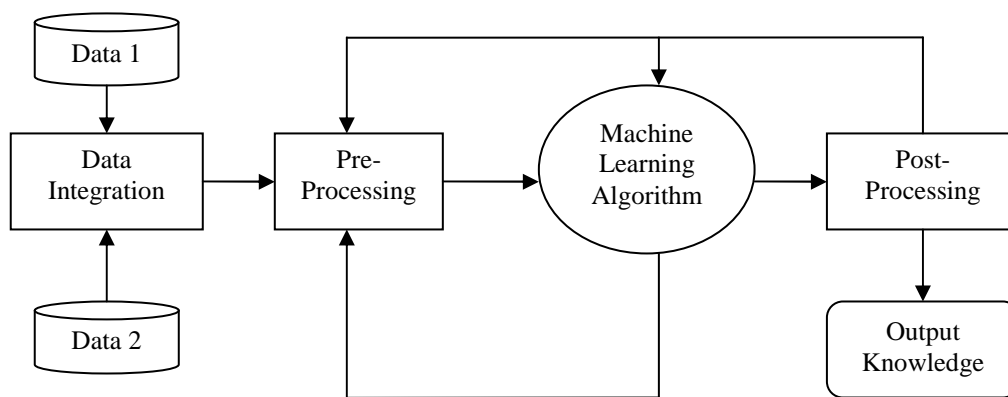 Data 1
Data
Integration
Data 2
Pre-
Processing
Machine
Learning
Algorithm
Post-
Processing
Output
Knowledge